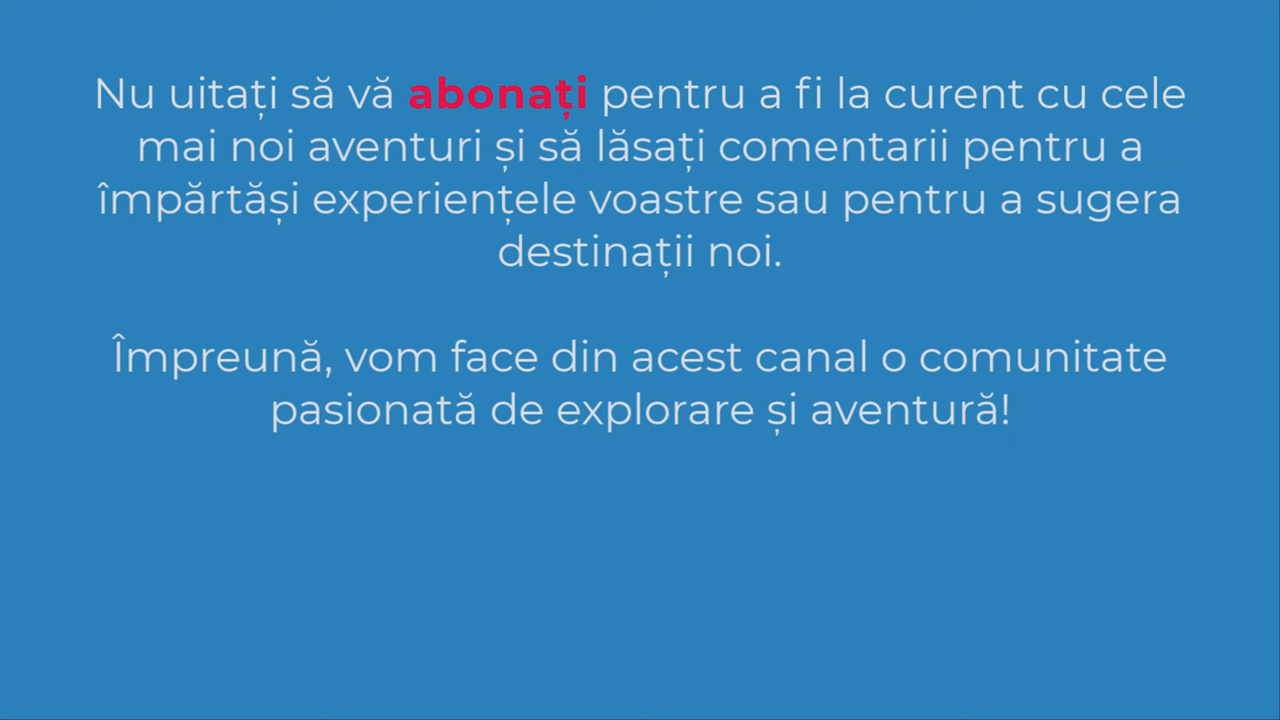 Nu uitați să vă abonați pentru a fi la curent cu cele
mai noi aventuri și să lăsați comentarii pentru a
împărtăși experiențele voastre sau pentru a sugera
destinații noi.
Împreună, vom face din acest canal o comunitate
pasionată de explorare și aventură!